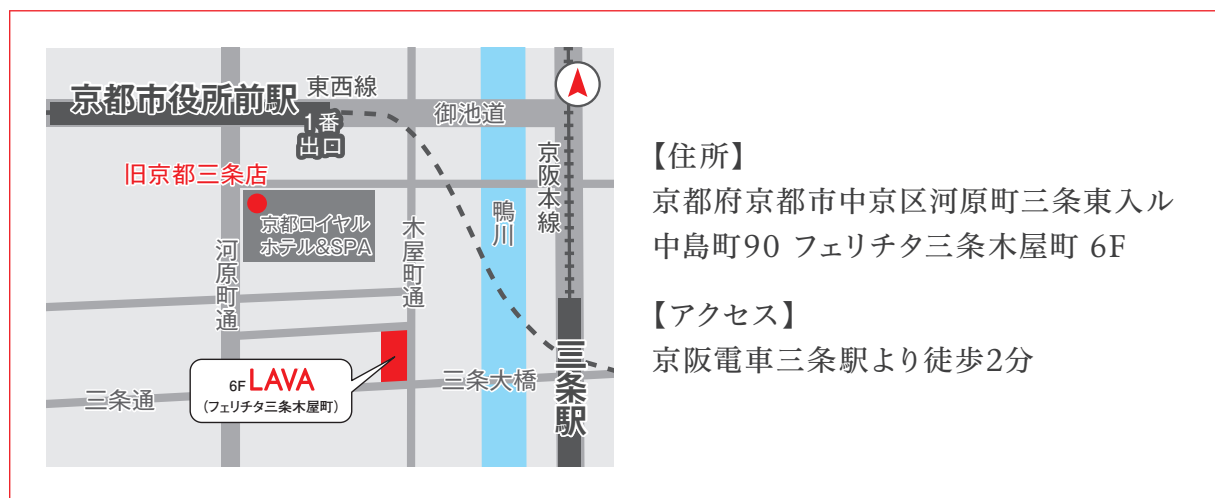 京都市役所前駅
東西線
1番
出口
御池道
旧京都三条店
京都ロイヤル
ホテル&SPA
河原町通
木屋町通
鴨川
京阪本線
6F LAVA
(フェリチタ三条木屋町)
三条通
三条大橋
三条駅
【住所】
京都府京都市中京区河原町三条東入ル
中島町90 フェリチタ三条木屋町 6F
【アクセス】
京阪電車三条駅より徒歩2分